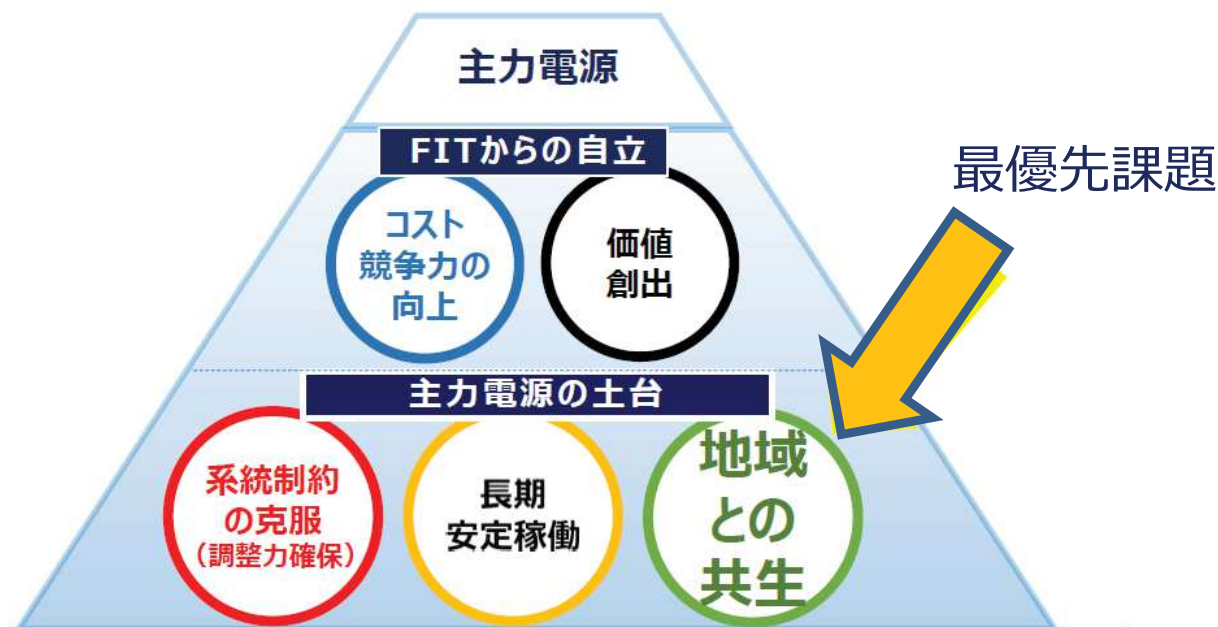 主力電源
FITからの自立
最優先課題
コスト
競争力の
向上
価値
創出
主力電源の土台
系統制約
の克服
（調整力確保）
長期
安定稼働
地域
との
共生